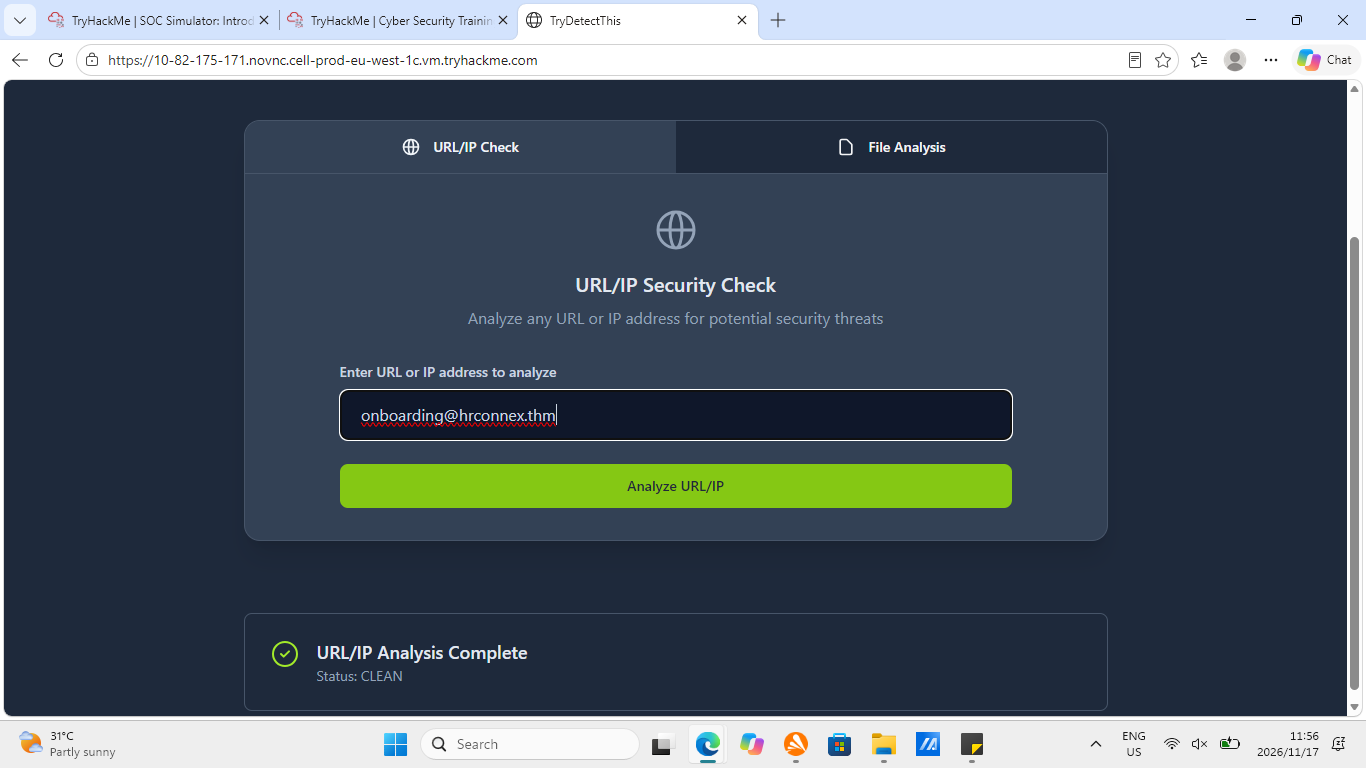 TryHackMe | SOC Simulator: Introd
TryHackMe | Cyber Security Trainin
TryDetectThis
https://10-82-175-171.novnc.cell-prod-eu-west-1c.vm.tryhackme.com
Chat
URL/IP Check
File Analysis
URL/IP Security Check
Analyze any URL or IP address for potential security threats
Enter URL or IP address to analyze
onboarding@hrconnex.thm
Analyze URL/IP
URL/IP Analysis Complete
Status: CLEAN
31°C
Partly sunny
Search
ENG
US
11:56
2026/11/17